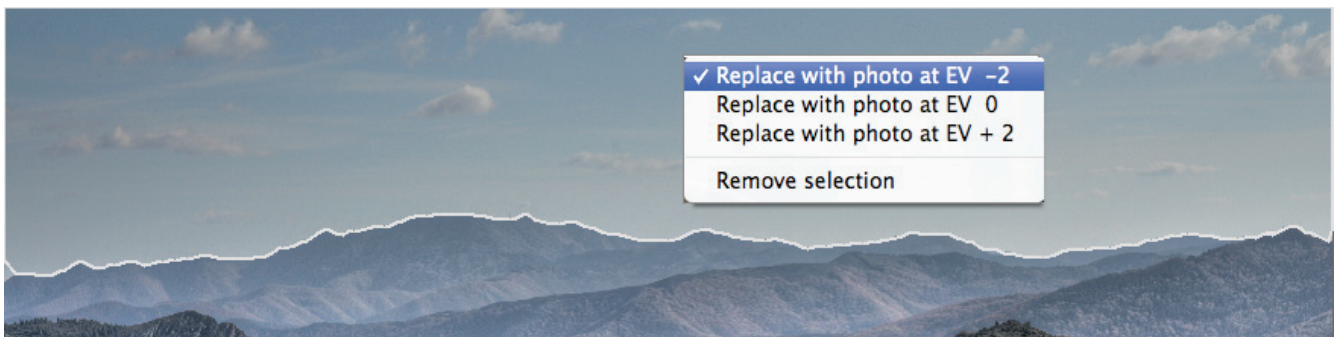 ✓ Replace with photo at EV -2
Replace with photo at EV 0
Replace with photo at EV + 2
Remove selection